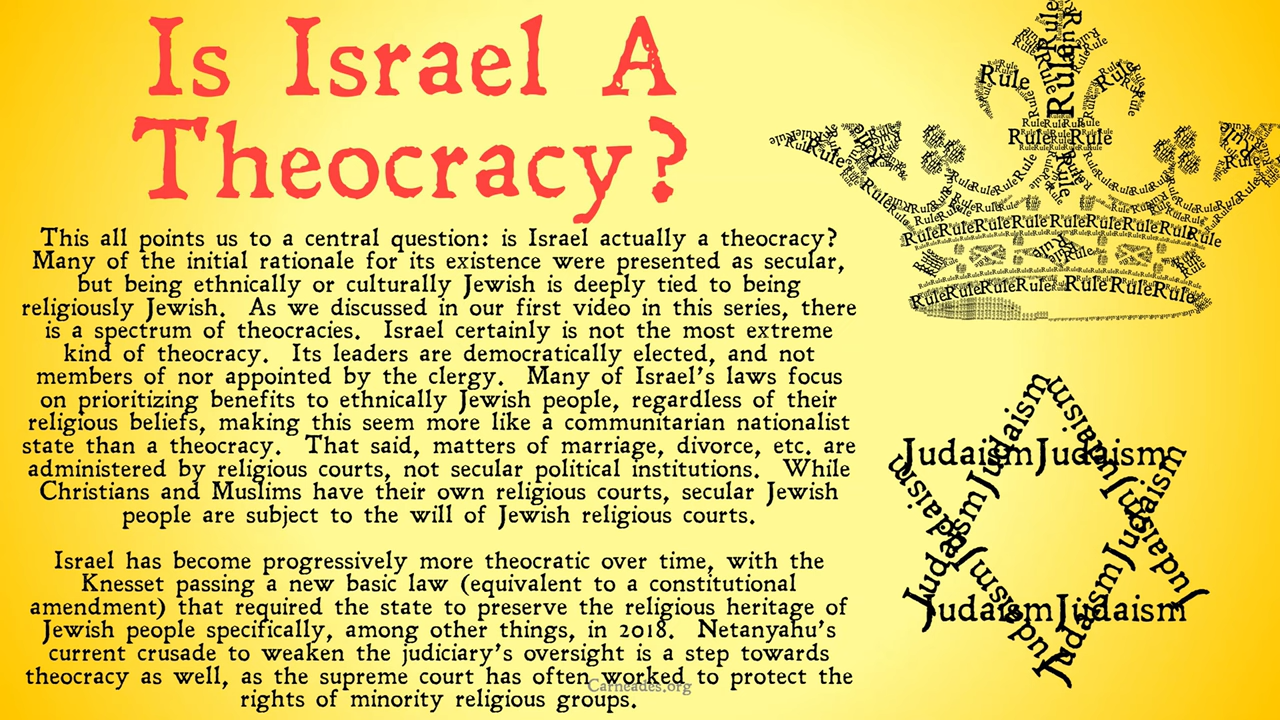 Is Israel A
Theocracy?
This all points us to a central question: is Israel actually a theocracy?
Many of the initial rationale for its existence were presented as secular,
but being ethnically or culturally Jewish is deeply tied to being
religiously Jewish. As we discussed in our first video in this series, there
is a spectrum of theocracies. Israel certainly is not the most extreme
kind of theocracy. Its leaders are democratically elected, and not
members of nor appointed by the clergy. Many of Israel's laws focus
on prioritizing benefits to ethnically Jewish people, regardless of their
religious beliefs, making this seem more like a communitarian nationalist
state than a theocracy. That said, matters of marriage, divorce, etc. are
administered by religious courts, not secular political institutions. While
Christians and Muslims have their own religious courts, secular Jewish
people are subject to the will of Jewish religious courts.
Israel has become progressively more theocratic over time, with the
Knesset passing a new basic law (equivalent to a constitutional
amendment) that required the state to preserve the religious heritage of
Jewish people specifically, among other things, in 2018. Netanyahu's
current crusade to weaken the judiciary's oversight is a step towards
theocracy as well, as the supreme court has often worked to protect the
rights of minority religious groups.
Carneades.org
Rule
Rule
Rule
Rule
JudaismJudaism
Judaism
Judaism
Judaism
Judaism
JudaismJudaism